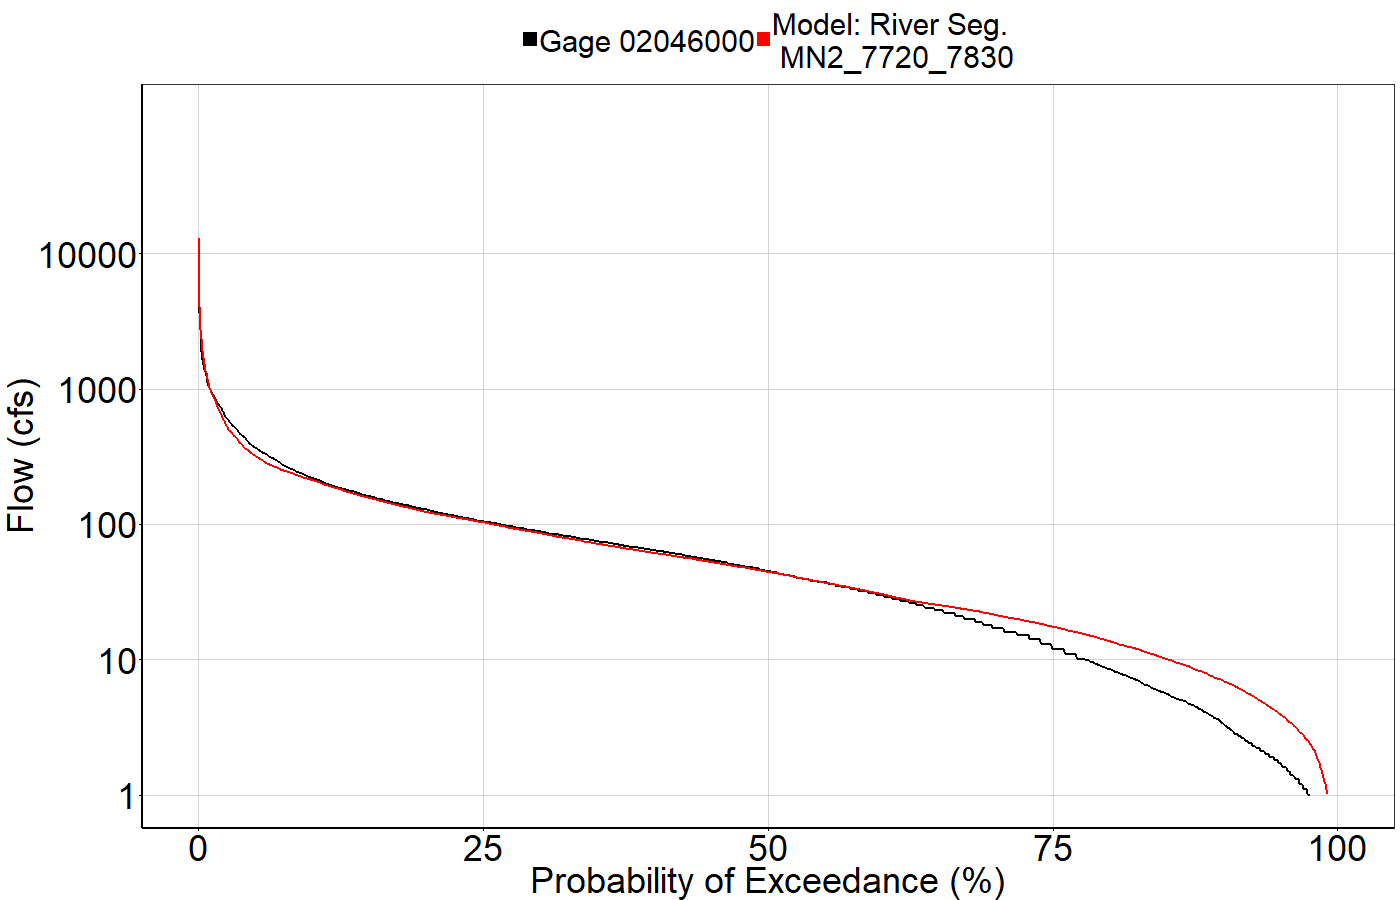 Gage 02046000
Model: River Seg.
MN2_7720_7830
Flow (cfs)
10000
1000
100
10
1
0 25 50 75 100
Probability of Exceedance (%)